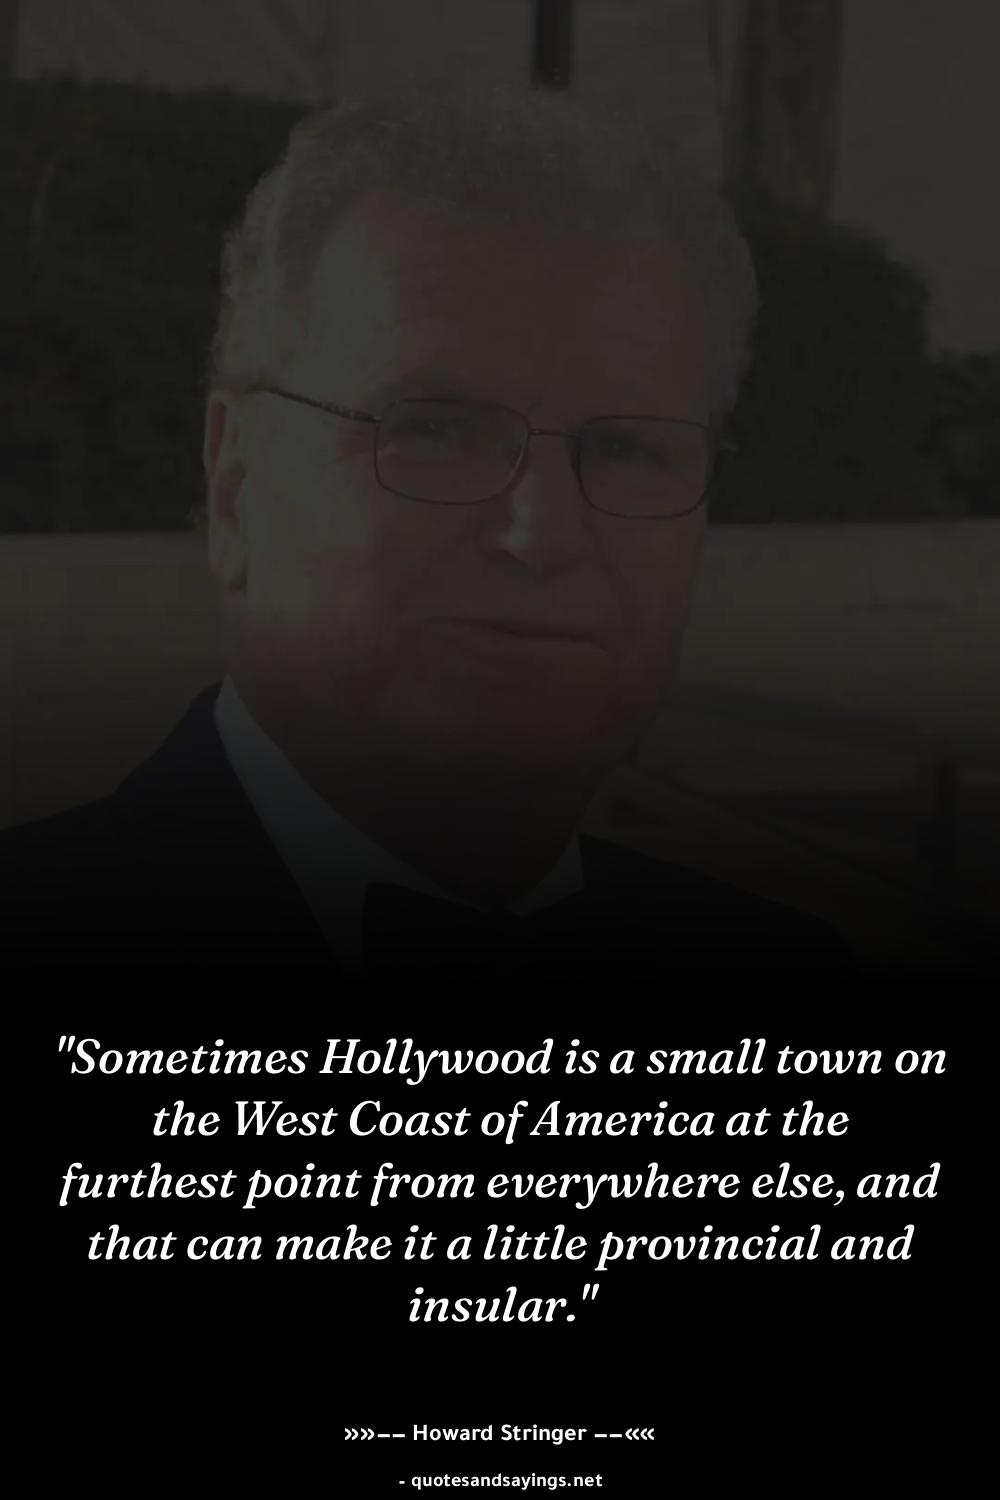 "Sometimes Hollywood is a small town on
the West Coast of America at the
furthest point from everywhere else, and
that can make it a little provincial and
insular."
»»−− Howard Stringer −−««
- quotesandsayings.net